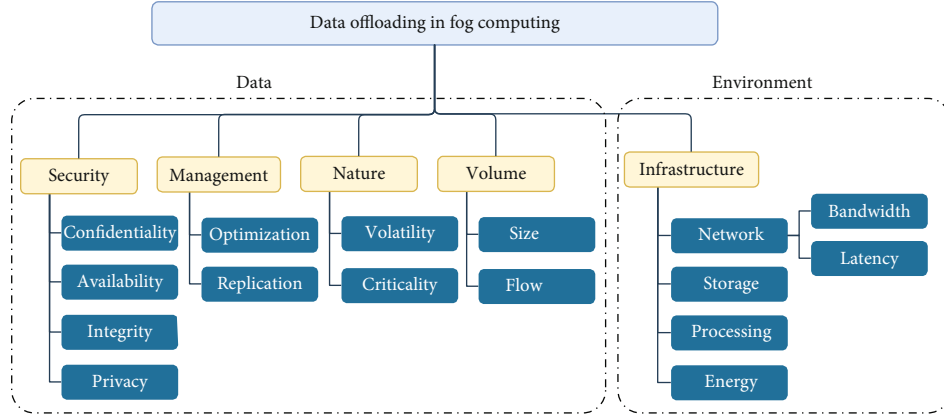 Data offloading in fog computing
Data
Environment
Security
Management
Nature
Volume
Infrastructure
Confidentiality
Availability
Integrity
Privacy
Optimization
Replication
Volatility
Criticality
Size
Flow
Network
Storage
Processing
Energy
Bandwidth
Latency